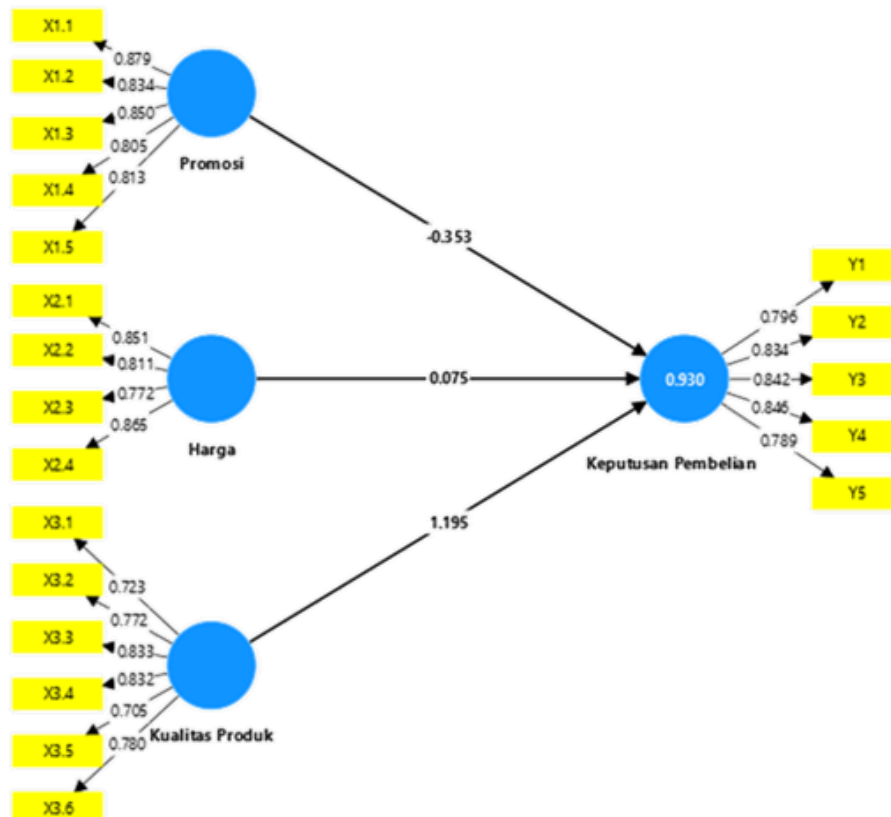 X1.1
0.879
X1.2
0.834
0.850
X1.3
0.805
X1.4
0.813
X1.5
Promosi
-0.353
X2.1
0.851
X2.2
0.811
0.772
X2.3
0.865
X2.4
Harga
0.075
X3.1
0.723
X3.2
0.772
X3.3
0.833
0.832
X3.4
0.705
X3.5
0.780
X3.6
Kualitas Produk
1.195
0.930
Keputusan Pembelian
Y1
0.796
Y2
0.834
0.842
Y3
0.846
Y4
0.789
Y5